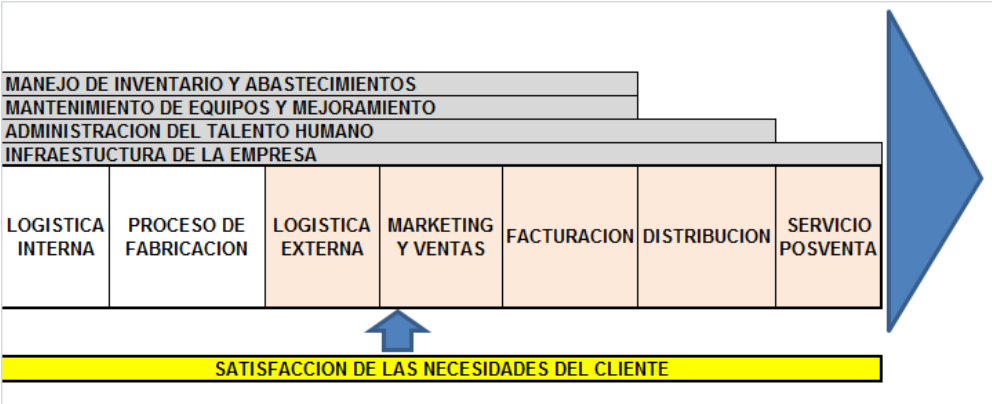 MANEJO DE INVENTARIO Y ABASTECIMIENTOS
MANTENIMIENTO DE EQUIPOS Y MEJORAMIENTO
ADMINISTRACION DEL TALENTO HUMANO
INFRAESTUCTURA DE LA EMPRESA
LOGISTICA
INTERNA
PROCESO DE
FABRICACION
LOGISTICA
EXTERNA
MARKETING
Y VENTAS
FACTURACION
DISTRIBUCION
SERVICIO
POSVENTA
SATISFACCION DE LAS NECESIDADES DEL CLIENTE